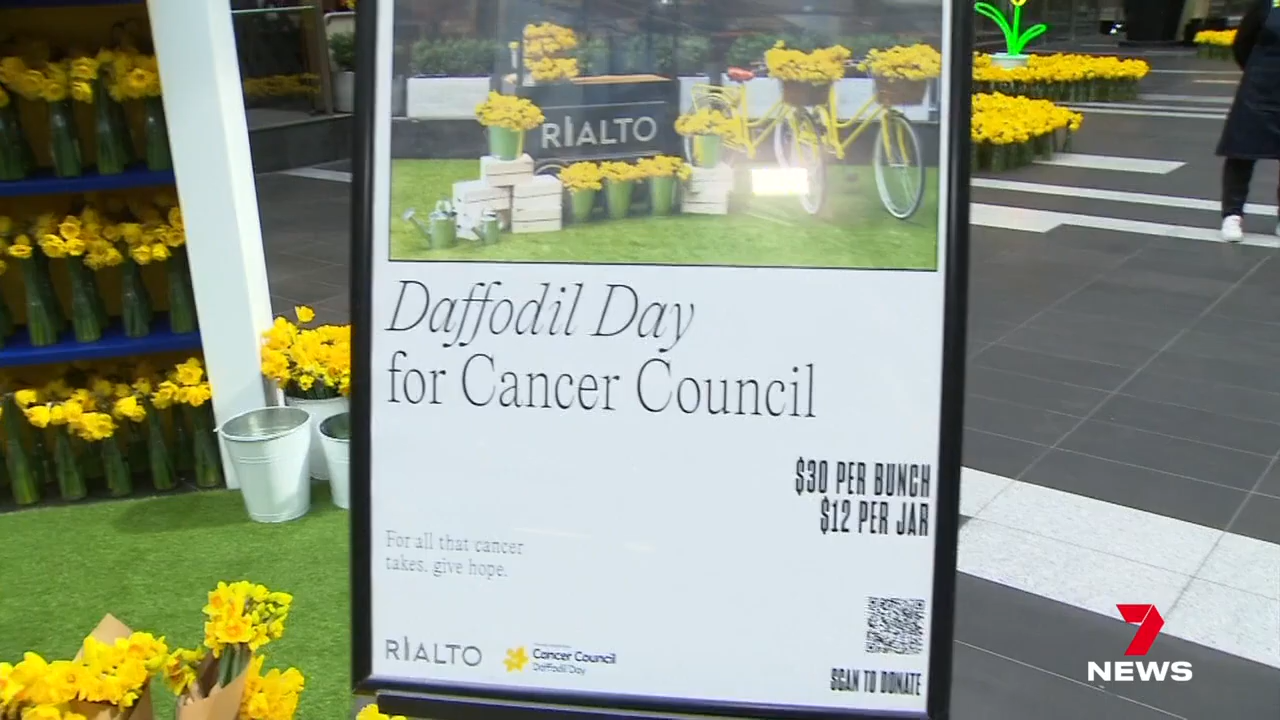 RIALTO
Daffodil Day
for Cancer Council
$30 PER BUNCH
$12 PER JAR
For all that cancer
takes, give hope.
RIALTO
Cancer Council
Daffodil Day
SCAN TO DONATE
7
NEWS